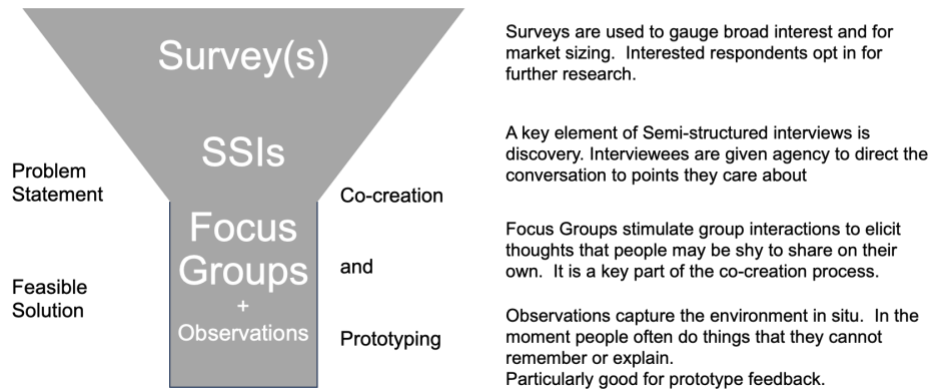 Survey(s)
SSIs
Focus
Groups
+
Observations
Problem
Statement
Feasible
Solution
Co-creation
and
Prototyping
Surveys are used to gauge broad interest and for
market sizing.  Interested respondents opt in for
further research.
A key element of Semi-structured interviews is
discovery. Interviewees are given agency to direct the
conversation to points they care about
Focus Groups stimulate group interactions to elicit
thoughts that people may be shy to share on their
own.  It is a key part of the co-creation process.
Observations capture the environment in situ.  In the
moment people often do things that they cannot
remember or explain.
Particularly good for prototype feedback.